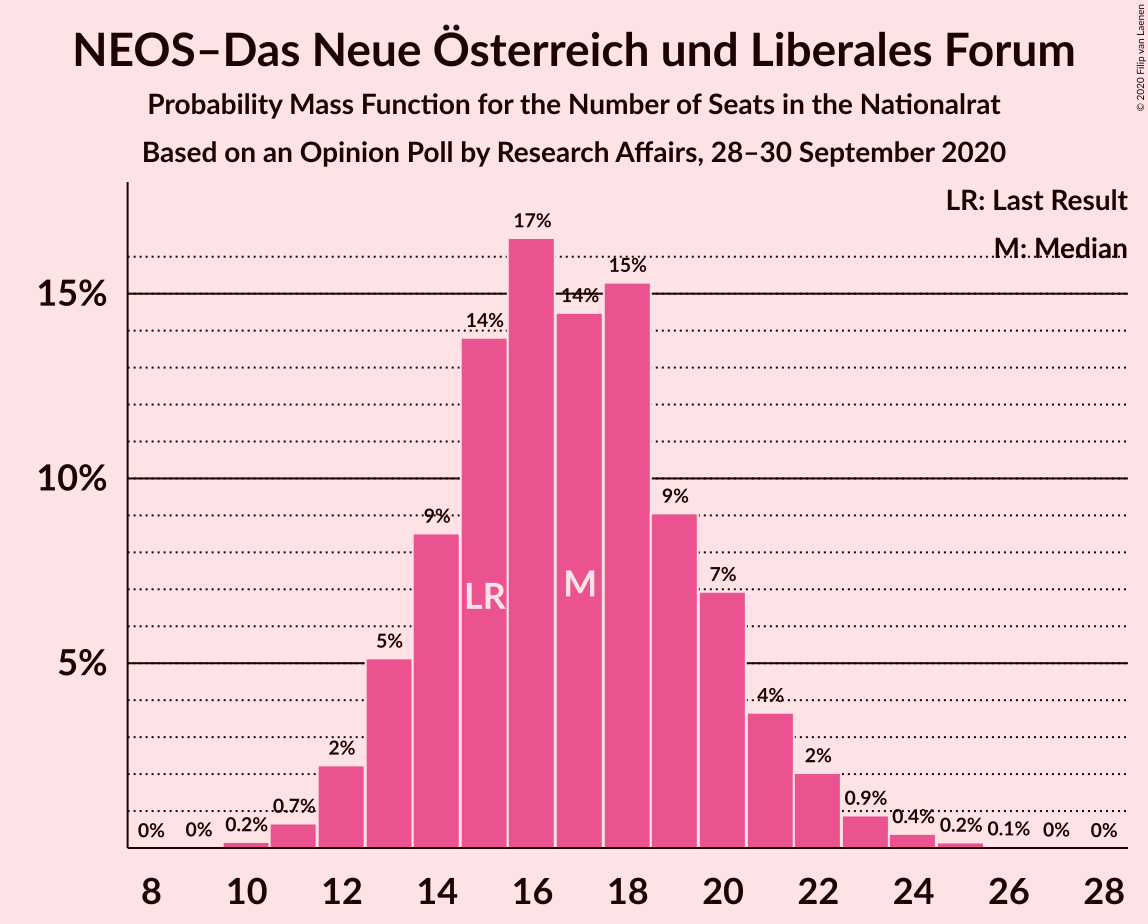 NEOS–Das Neue Österreich und Liberales Forum
Probability Mass Function for the Number of Seats in the Nationalrat
Based on an Opinion Poll by Research Affairs, 28–30 September 2020
© 2020 Filip van Laenen
LR: Last Result
M: Median
15%
10%
5%
0%
0%
0.2%
0.7%
2%
5%
9%
14%
17%
14%
15%
9%
7%
4%
2%
0.9%
0.4%
0.2%
0.1%
0%
0%
LR
M
8 10 12 14 16 18 20 22 24 26 28